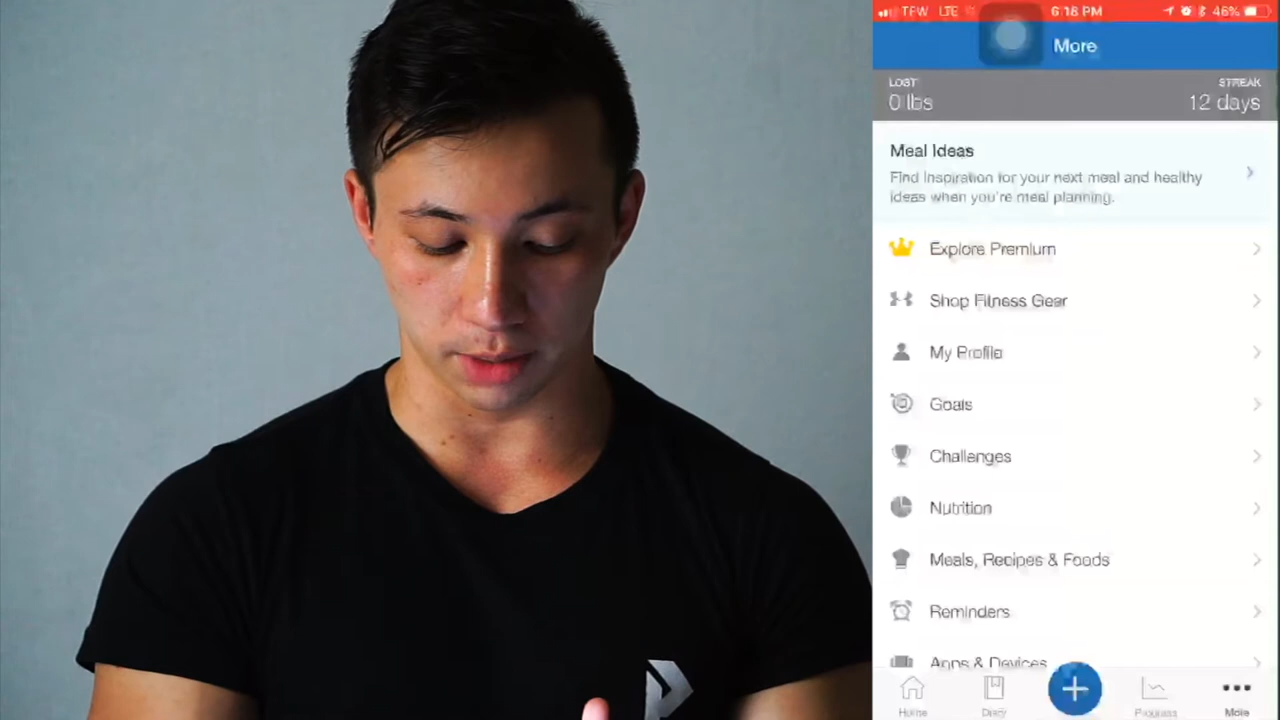 TFW LTE 6:18 PM 46%
More
LOST STREAK
0 lbs 12 days
Meal Ideas
Find inspiration for your next meal and healthy
ideas when you're meal planning.
Explore Premium
Shop Fitness Gear
My Profile
Goals
Challenges
Nutrition
Meals, Recipes & Foods
Reminders
Apps & Devices
Home Diary Progress More